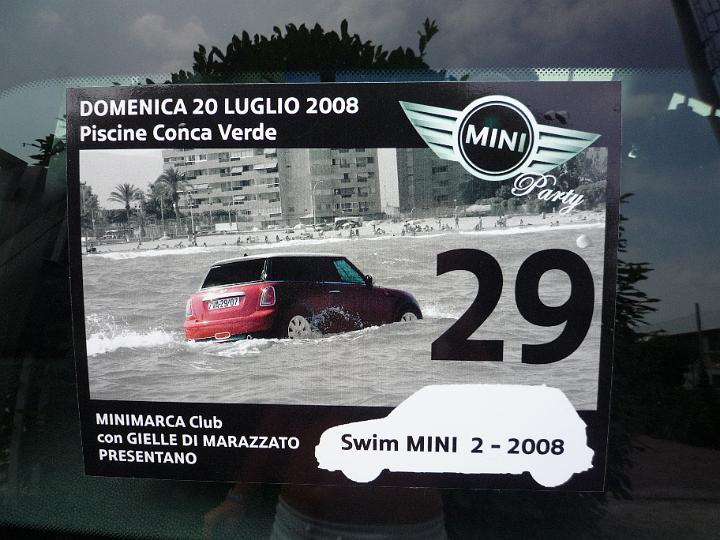 DOMENICA 20 LUGLIO 2008
Piscine Conca Verde
MINI
Party
29
MINIMARCA Club
con GIELLE DI MARAZZATO
PRESENTANO
Swim MINI 2 - 2008